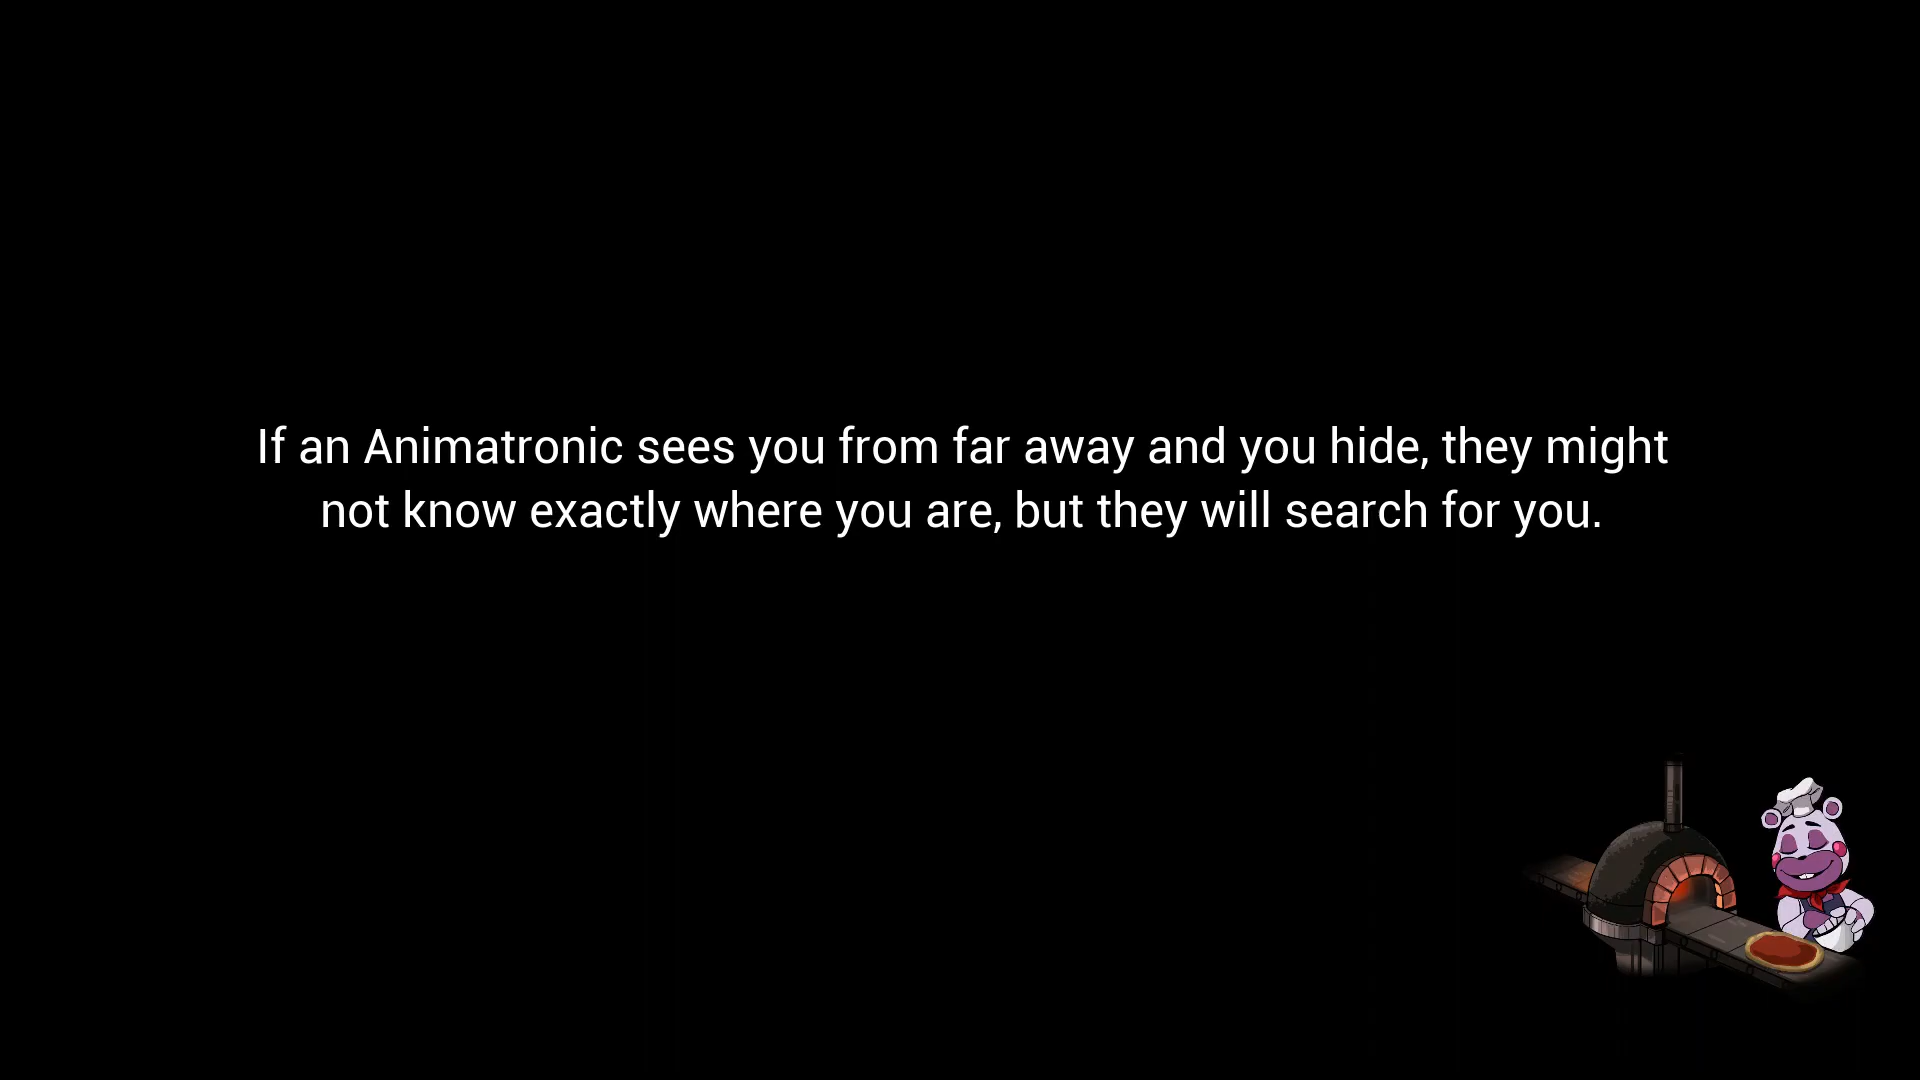 If an Animatronic sees you from far away and you hide, they might
not know exactly where you are, but they will search for you.